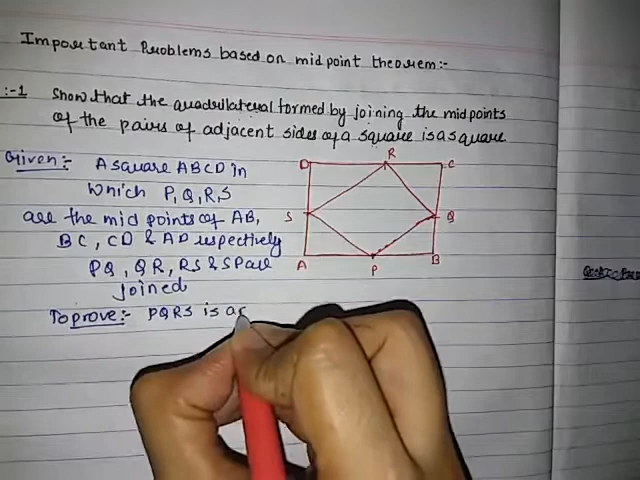 Important Problems based on midpoint theorem:-
:-1 Show that the quadrilateral formed by joining the midpoints
of the pairs of adjacent sides of a square is a square
Given:- A square ABCD in
which P, Q, R, S
are the mid points of AB,
BC, CD & AD respectively
PQ, QR, RS & SP are
joined
To prove:- PQRS is a s
D R C
S Q
A P B